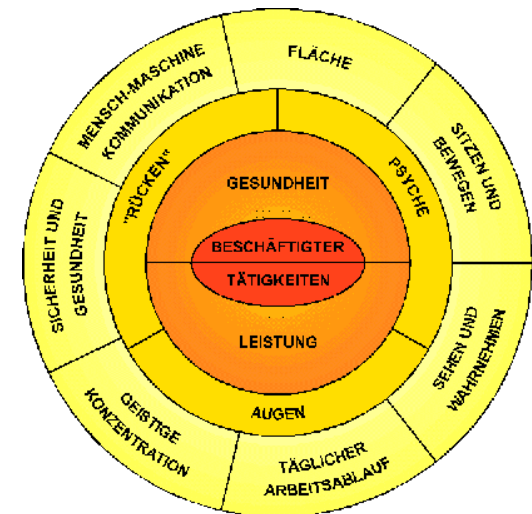 FLÄCHE
MENSCH-MASCHINE
KOMMUNIKATION
SITZEN UND
BEWEGEN
"RÜCKEN"
PSYCHE
GESUNDHEIT
BESCHÄFTIGTER
TÄTIGKEITEN
LEISTUNG
SICHERHEIT UND
GESUNDHEIT
SEHEN UND
WAHRNEHMEN
AUGEN
GEISTIGE
KONZENTRATION
TÄGLICHER
ARBEITSABLAUF